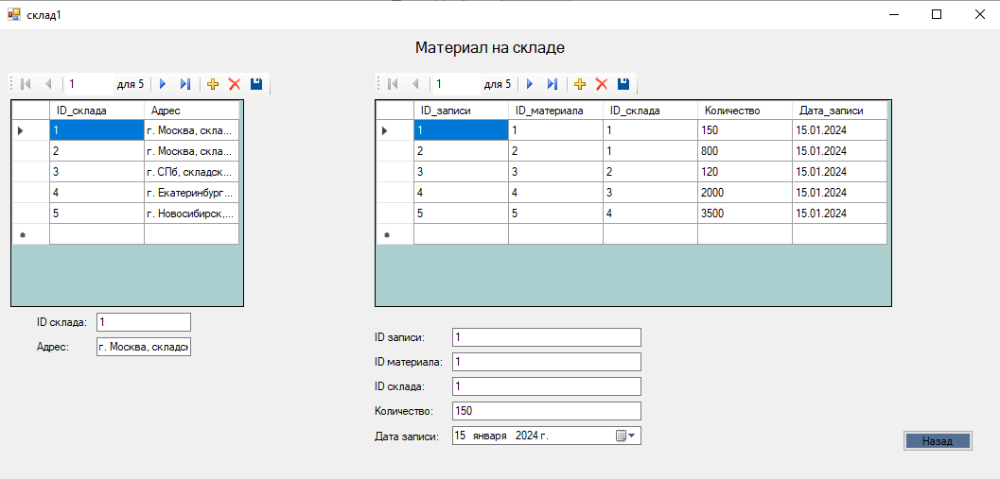 склад1
Материал на складе
1 для 5
ID_склада Адрес
1 г. Москва, скла...
2 г. Москва, скла...
3 г. СПб, складск...
4 г. Екатеринбург...
5 г. Новосибирск,...
ID склада: 1
Адрес: г. Москва, складск
1 для 5
ID_записи ID_материала ID_склада Количество Дата_записи
1 1 1 150 15.01.2024
2 2 1 800 15.01.2024
3 3 2 120 15.01.2024
4 4 3 2000 15.01.2024
5 5 4 3500 15.01.2024
ID записи: 1
ID материала: 1
ID склада: 1
Количество: 150
Дата записи: 15 января 2024 г.
Назад